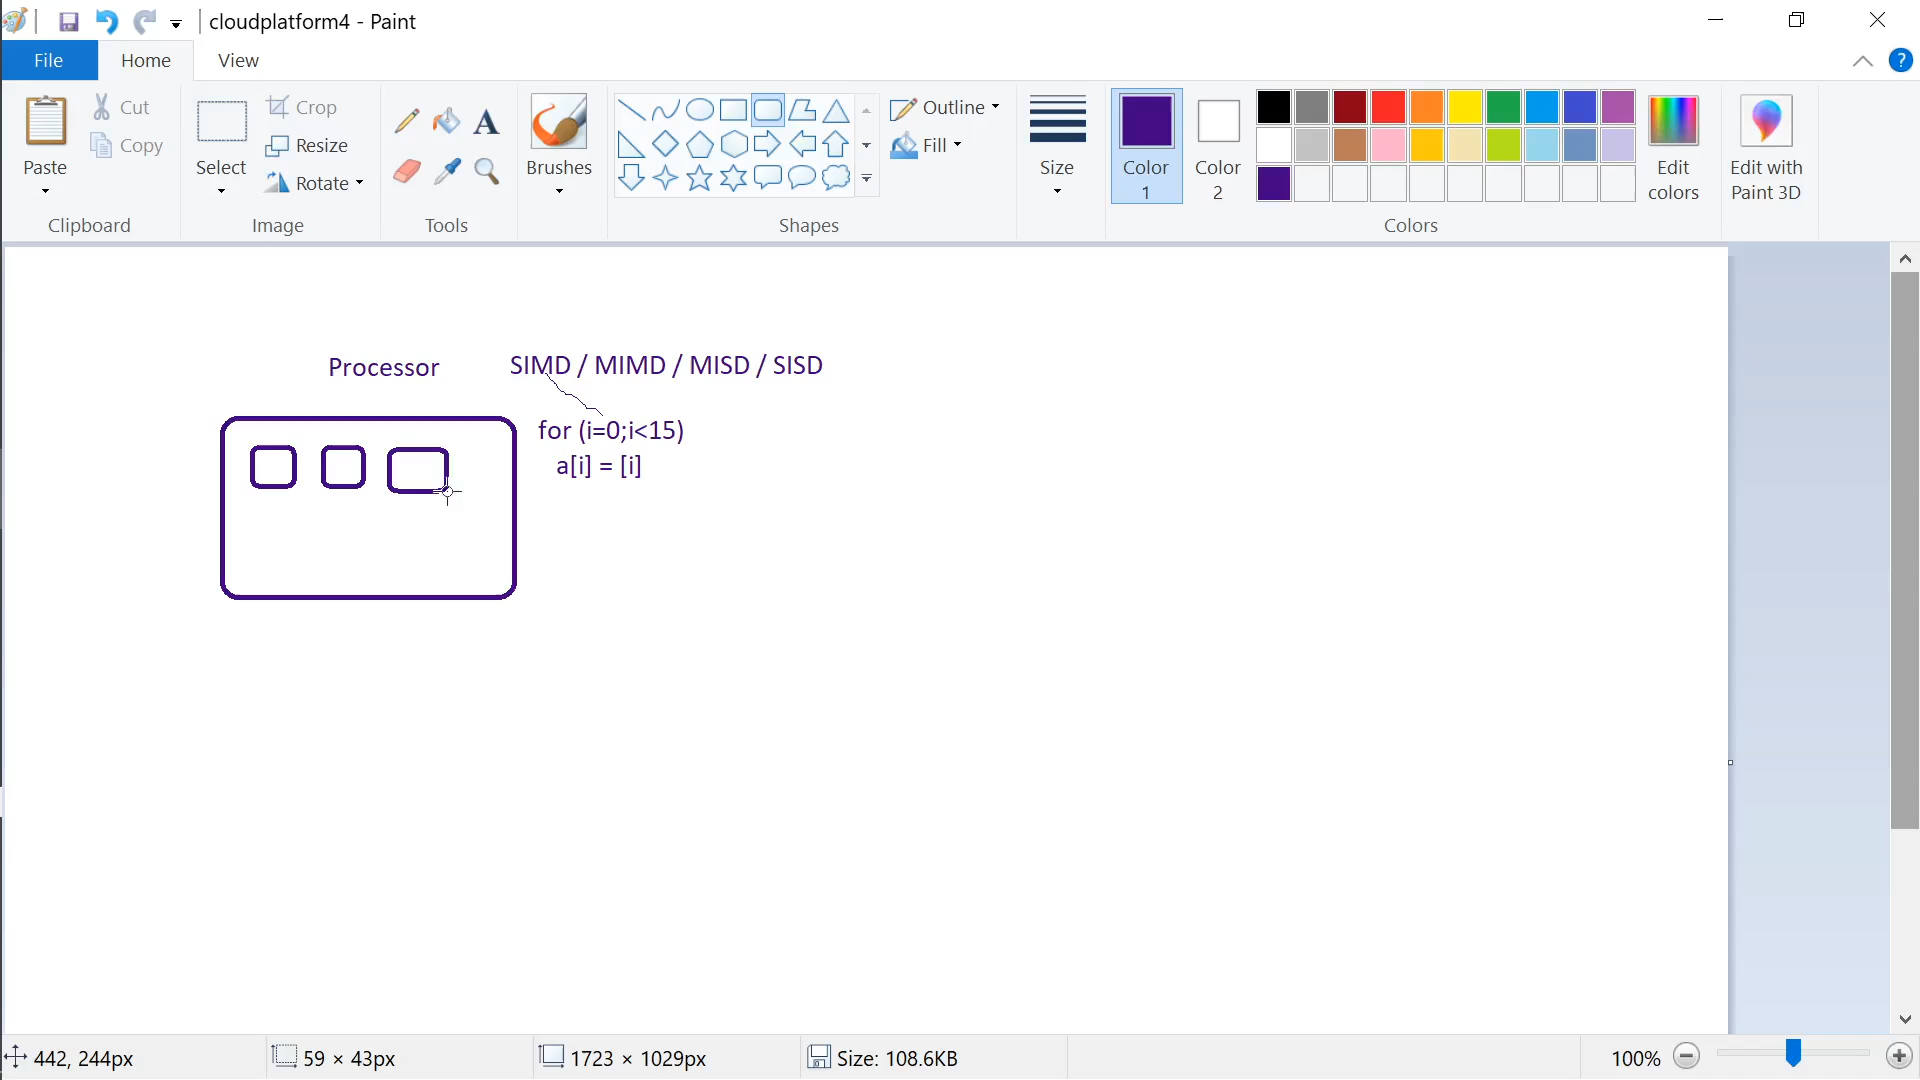 cloudplatform4 - Paint
File
Home
View
Paste
Cut
Copy
Clipboard
Select
Crop
Resize
Rotate
Image
Tools
Brushes
Shapes
Outline
Fill
Size
Color
1
Color
2
Edit
colors
Edit with
Paint 3D
Colors
Processor
SIMD / MIMD / MISD / SISD
for (i=0;i<15)
a[i] = [i]
442, 244px
59 × 43px
1723 × 1029px
Size: 108.6KB
100%